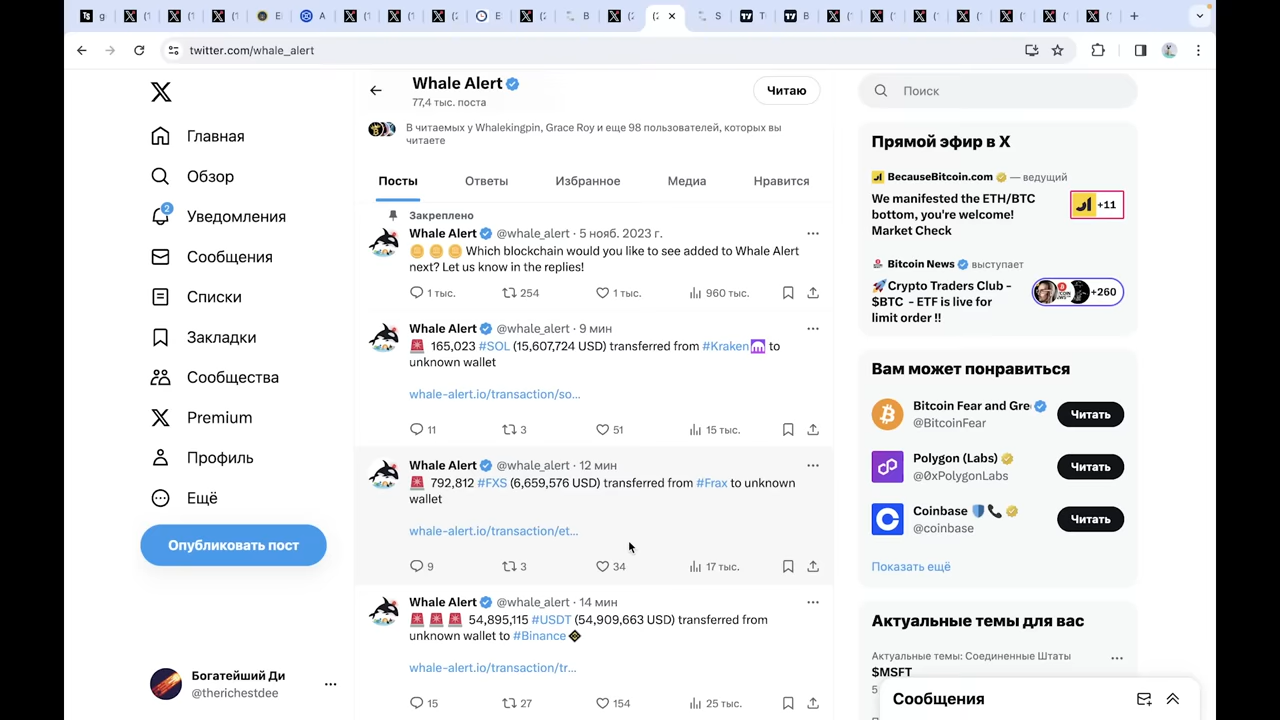 twitter.com/whale_alert
Whale Alert
77,4 тыс. поста
Читаю
В читаемых у Whalekingpin, Grace Roy и еще 98 пользователей, которых вы
читаете
Посты
Ответы
Избранное
Медиа
Нравится
Главная
Обзор
2
Уведомления
Сообщения
Списки
Закладки
Сообщества
Premium
Профиль
Ещё
Опубликовать пост
Богатейший Ди
@therichestdee
Закреплено
Whale Alert @whale_alert · 5 нояб. 2023 г.
Which blockchain would you like to see added to Whale Alert
next? Let us know in the replies!
1 тыс. 254 1 тыс. 960 тыс.
Whale Alert @whale_alert · 9 мин
165,023 #SOL (15,607,724 USD) transferred from #Kraken to
unknown wallet
whale-alert.io/transaction/so...
11 3 51 15 тыс.
Whale Alert @whale_alert · 12 мин
792,812 #FXS (6,659,576 USD) transferred from #Frax to unknown
wallet
whale-alert.io/transaction/et...
9 3 34 17 тыс.
Whale Alert @whale_alert · 14 мин
54,895,115 #USDT (54,909,663 USD) transferred from
unknown wallet to #Binance
whale-alert.io/transaction/tr...
15 27 154 25 тыс.
Поиск
Прямой эфир в X
BecauseBitcoin.com — ведущий
We manifested the ETH/BTC
bottom, you're welcome!
Market Check
+11
Bitcoin News выступает
🚀Crypto Traders Club -
$BTC - ETF is live for
limit order !!
+260
Вам может понравиться
Bitcoin Fear and Gre
@BitcoinFear
Читать
Polygon (Labs)
@0xPolygonLabs
Читать
Coinbase
@coinbase
Читать
Показать ещё
Актуальные темы для вас
Актуальные темы: Соединенные Штаты
$MSFT
5
Сообщения